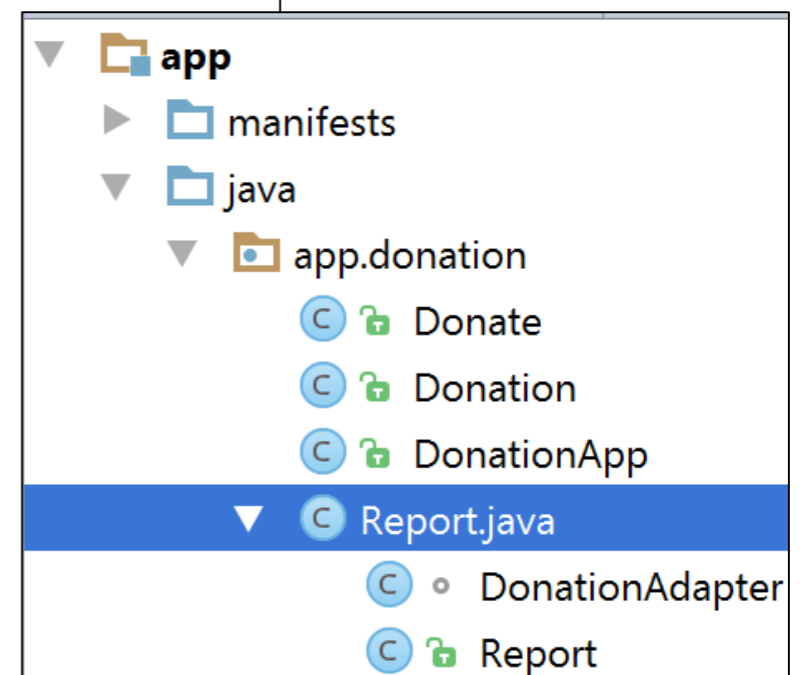 app
manifests
java
app.donation
C Donate
C Donation
C DonationApp
C Report.java
C DonationAdapter
C Report